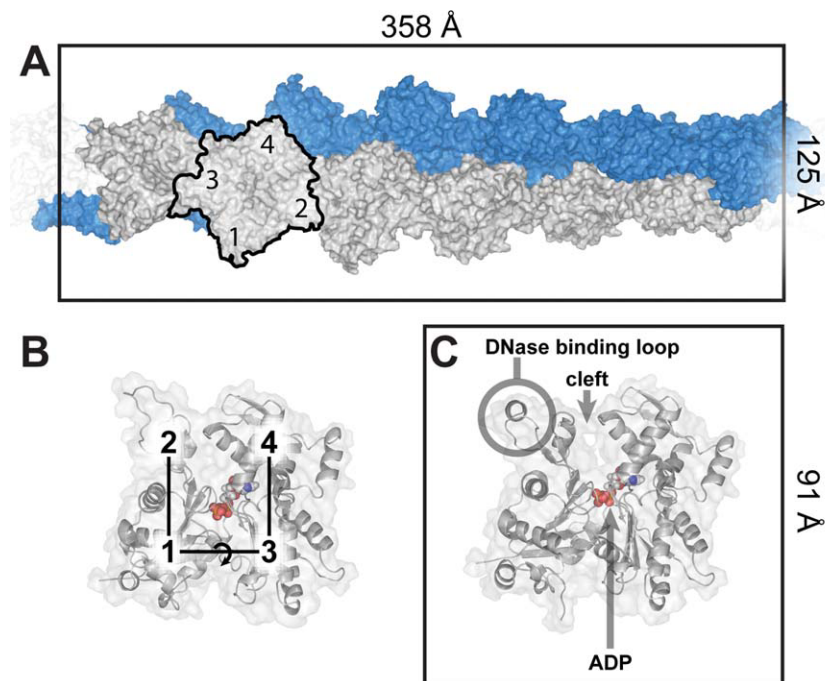 358 Å
A
4
3
2
1
125 Å
B
2 4
1 3
C
DNase binding loop
cleft
ADP
91 Å